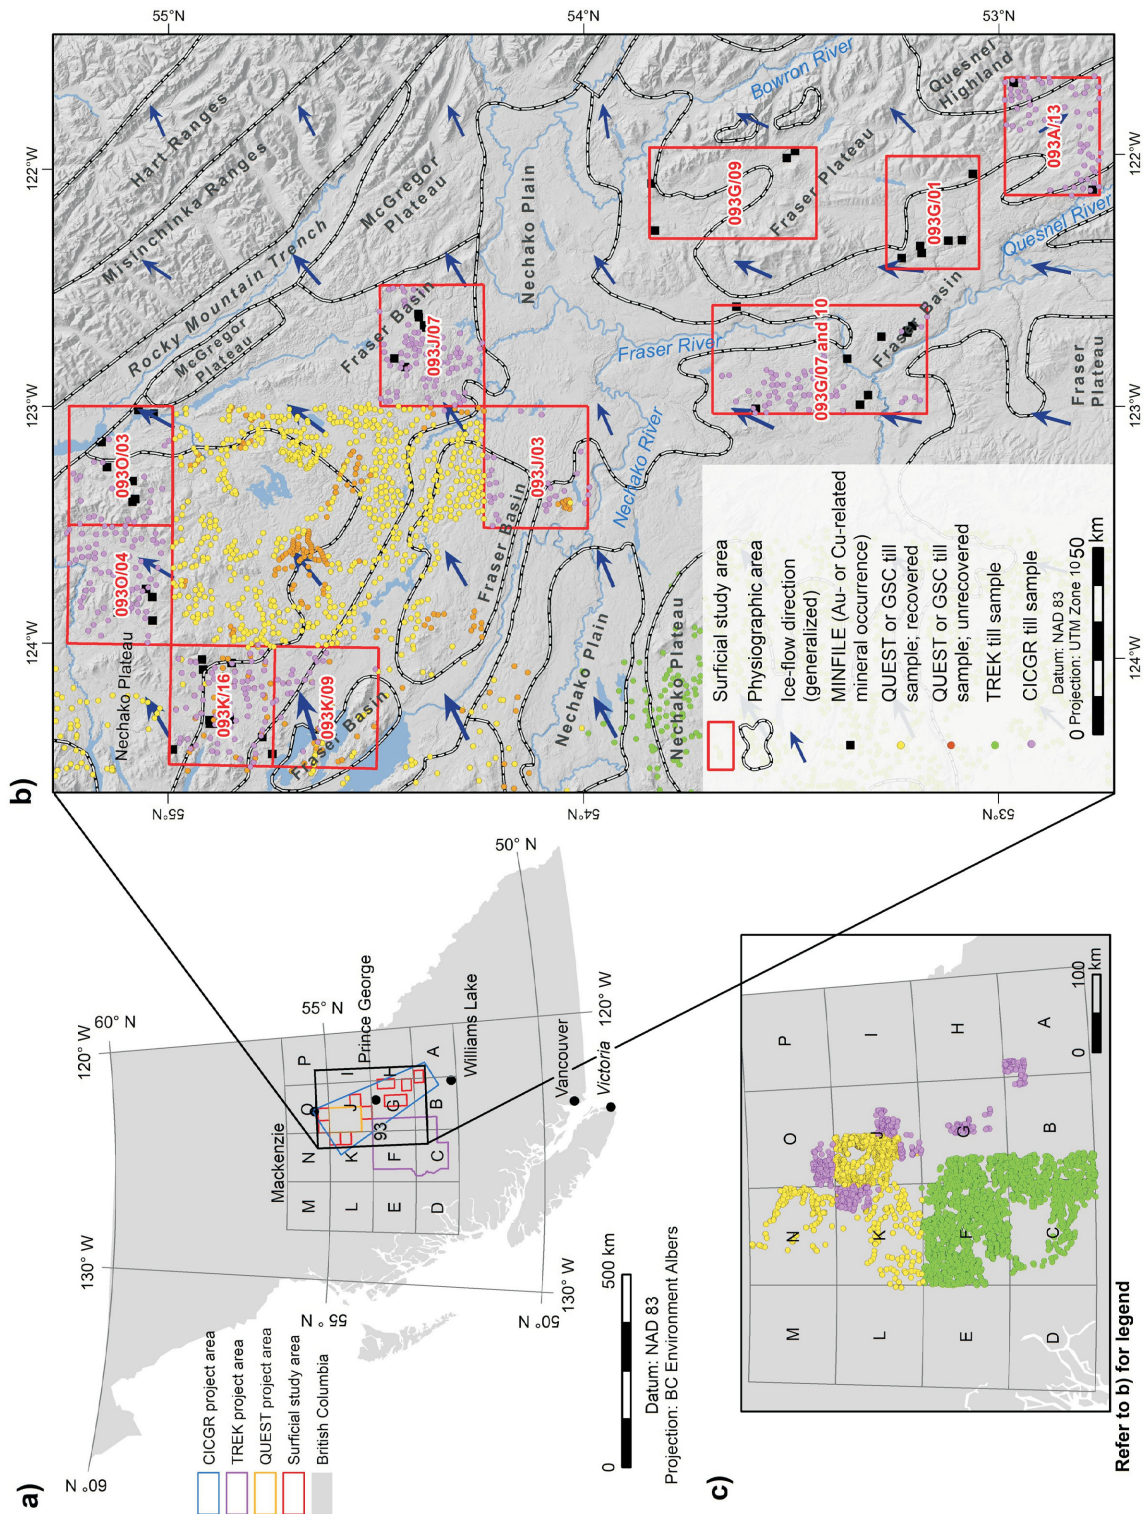 a)
CICGR project area
TREK project area
QUEST project area
Surficial study area
British Columbia
60° N
130° W
120° W
60° N
55° N
55° N
50° N
50° N
130° W
120° W
Mackenzie
Prince George
Williams Lake
Vancouver
Victoria
M
N
O
P
L
K
J
I
E
F
G
H
D
C
B
A
93
0
500 km
Datum: NAD 83
Projection: BC Environment Albers
b)
124°W
123°W
122°W
55°N
54°N
53°N
55°N
54°N
53°N
124°W
123°W
122°W
Nechako Plateau
093O/04
093O/03
093K/16
093K/09
Fraser Basin
Rocky Mountain Trench
McGregor
Plateau
Misinchinka Ranges
Hart Ranges
McGregor
Plateau
Fraser Basin
093J/07
093J/03
Fraser Basin
Nechako Plain
Nechako Plain
Nechako Plateau
Nechako River
Fraser River
Bowron River
093G/09
Fraser Plateau
093G/07 and 10
Fraser Basin
093G/01
Quesnel
Highland
093A/13
Quesnel River
Fraser
Plateau
Surficial study area
Physiographic area
Ice-flow direction
(generalized)
MINFILE (Au- or Cu-related
mineral occurrence)
QUEST or GSC till
sample; recovered
QUEST or GSC till
sample; unrecovered
TREK till sample
CICGR till sample
Datum: NAD 83
Projection: UTM Zone 10
0
50
km
c)
M
N
O
P
L
K
J
I
E
F
G
H
D
C
B
A
0
100
km
Refer to b) for legend